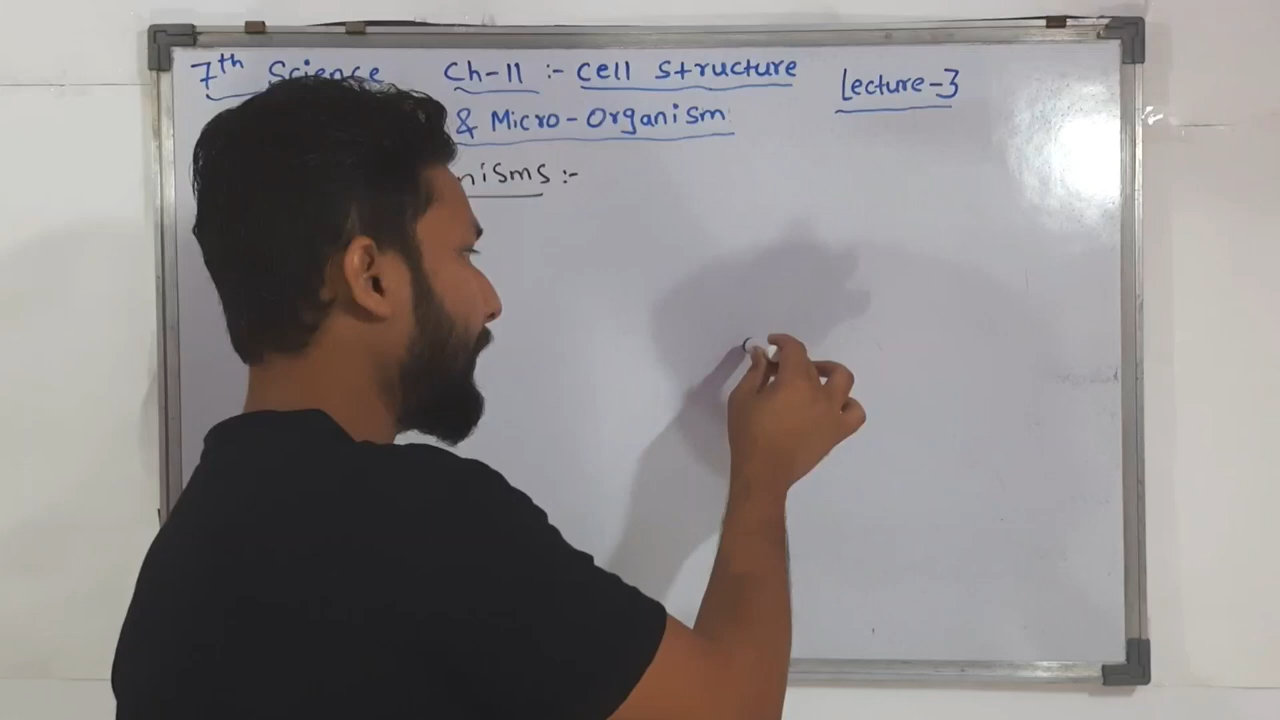 7th Science Ch-11 :- Cell Structure Lecture-3
& Micro-Organism
nisms :-